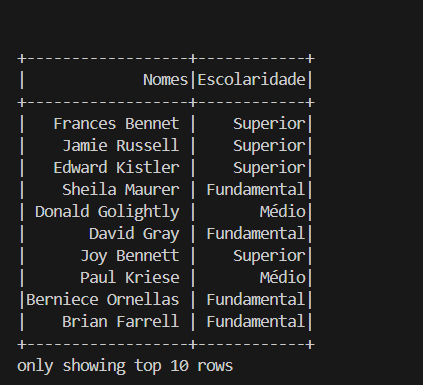 +------------------+------------+
|             Nomes|Escolaridade|
+------------------+------------+
|   Frances Bennet |    Superior|
|    Jamie Russell |    Superior|
|   Edward Kistler |    Superior|
|    Sheila Maurer | Fundamental|
| Donald Golightly |       Médio|
|       David Gray | Fundamental|
|      Joy Bennett |    Superior|
|      Paul Kriese |       Médio|
|Berniece Ornellas | Fundamental|
|    Brian Farrell | Fundamental|
+------------------+------------+
only showing top 10 rows